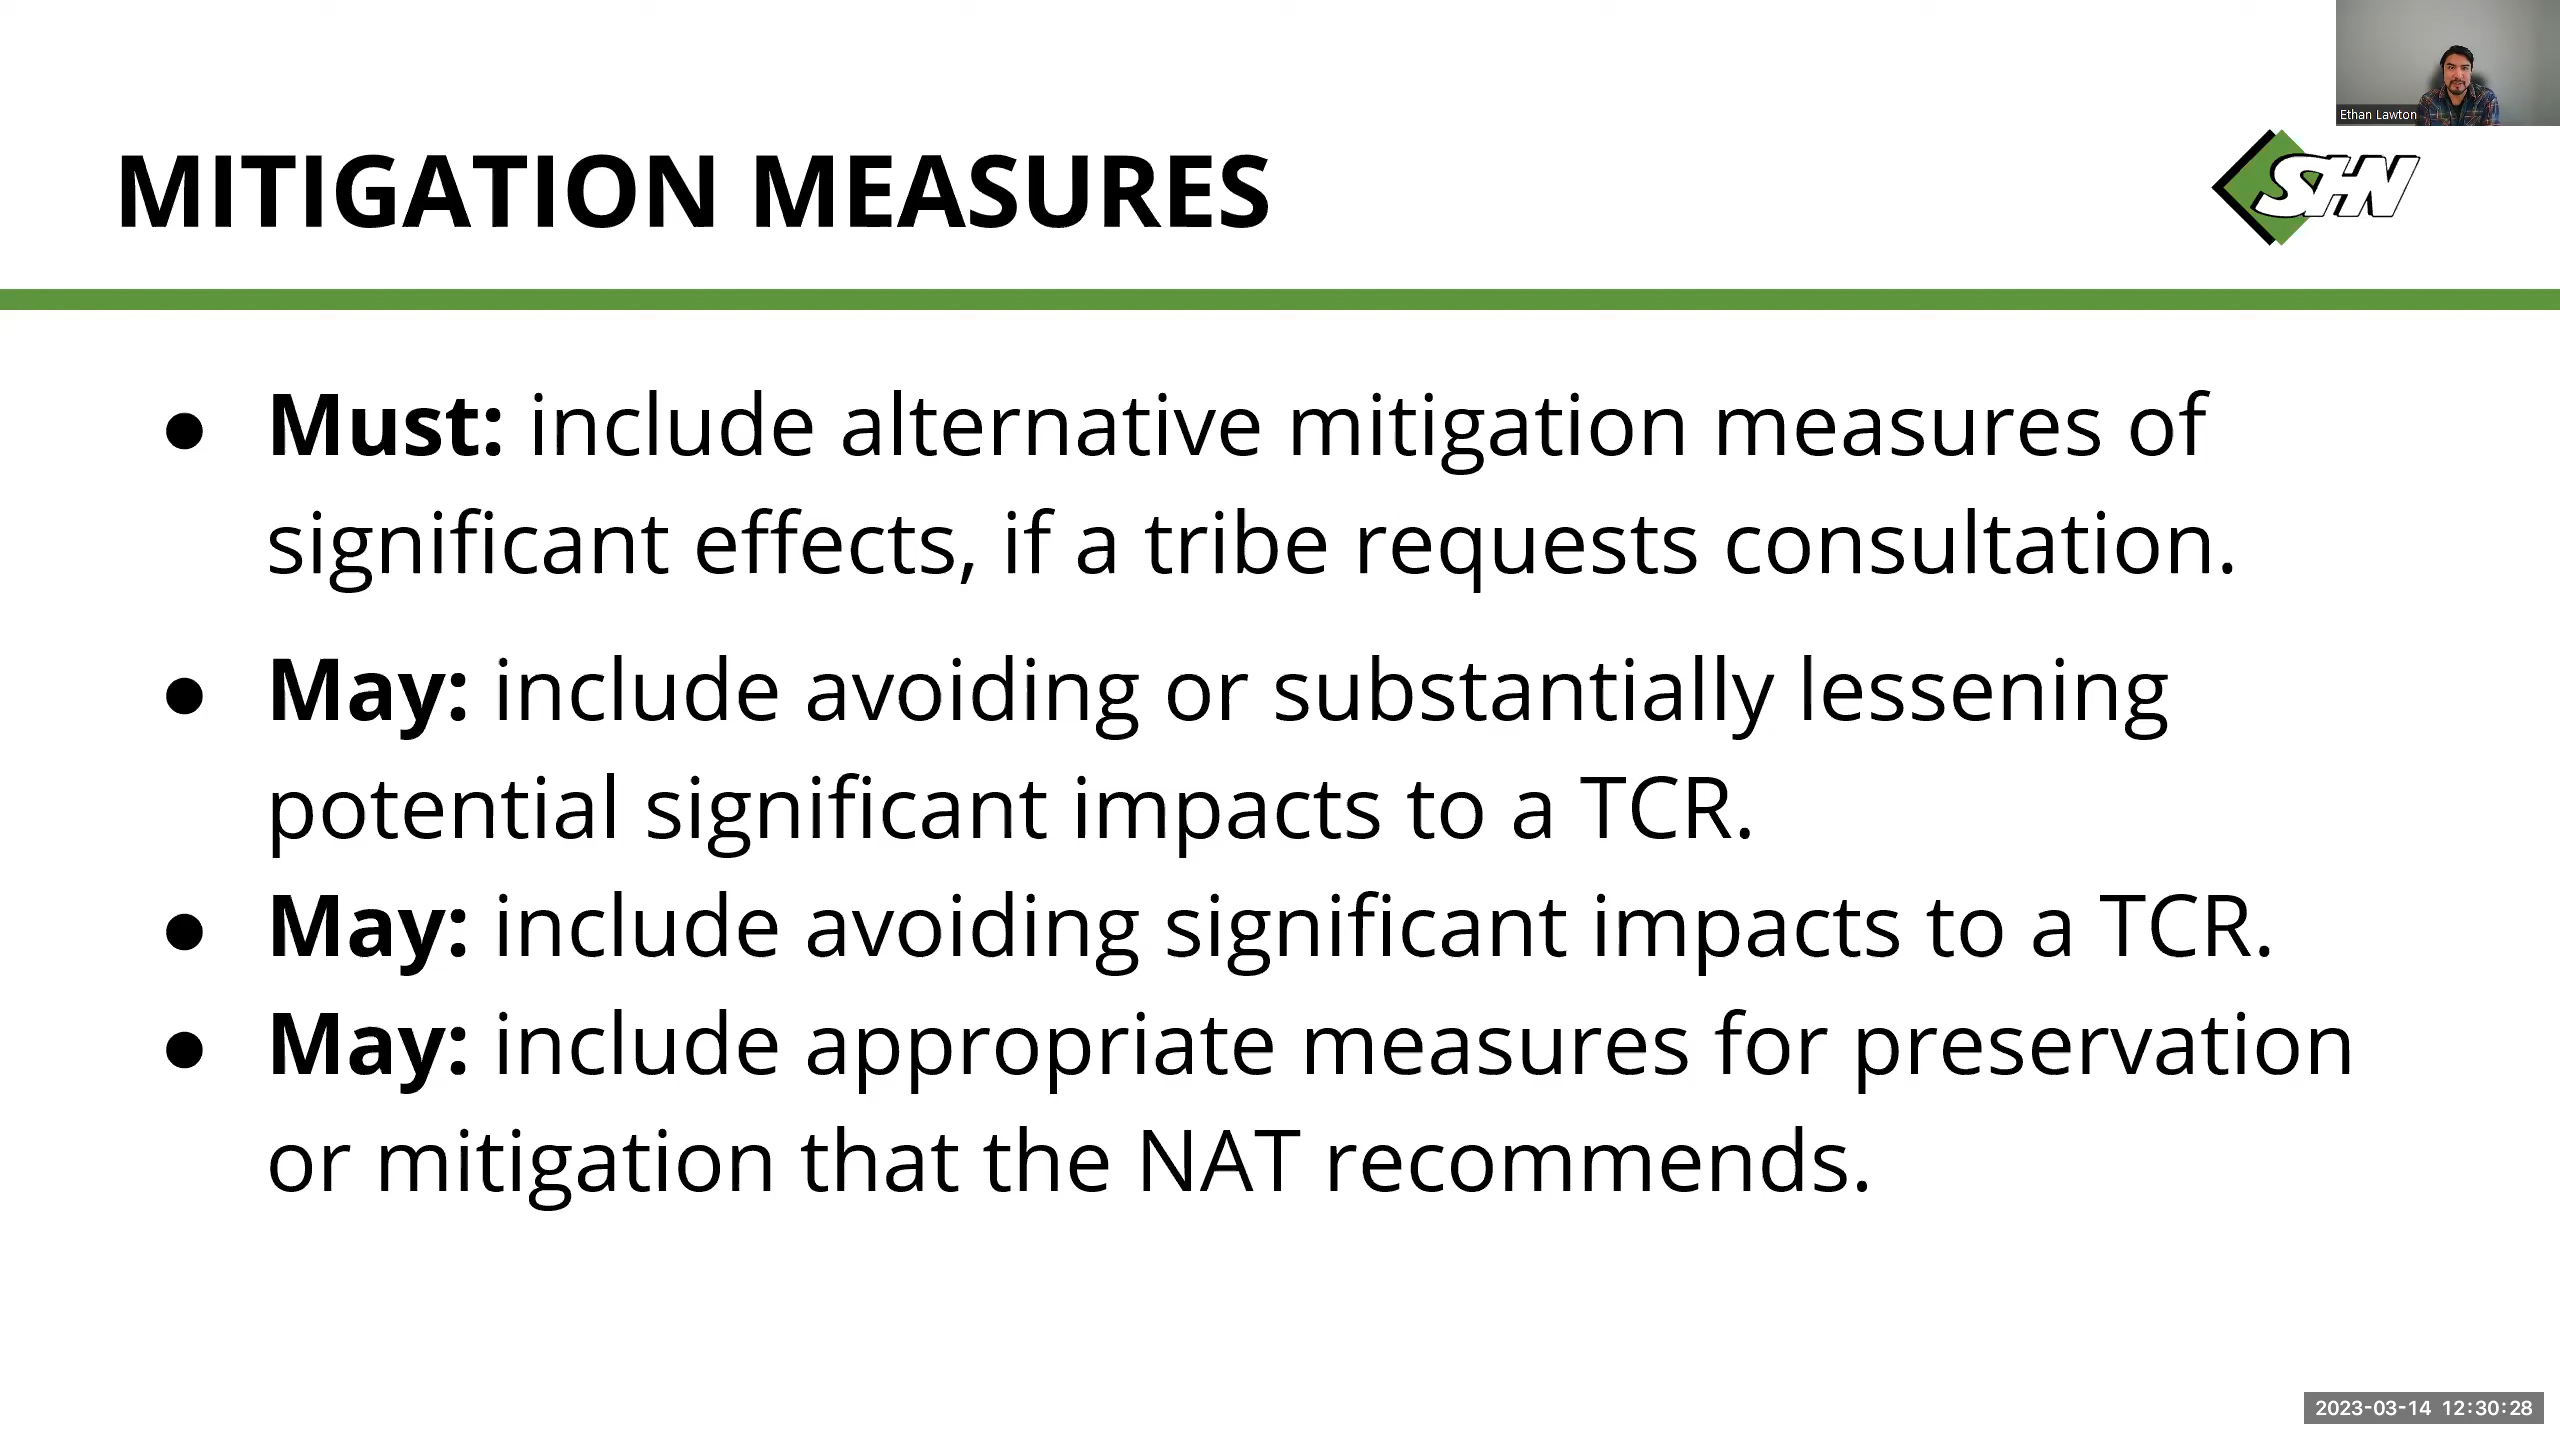 Ethan Lawton
MITIGATION MEASURES
SHN
● Must: include alternative mitigation measures of
significant effects, if a tribe requests consultation.
● May: include avoiding or substantially lessening
potential significant impacts to a TCR.
● May: include avoiding significant impacts to a TCR.
● May: include appropriate measures for preservation
or mitigation that the NAT recommends.
2023-03-14 12:30:28